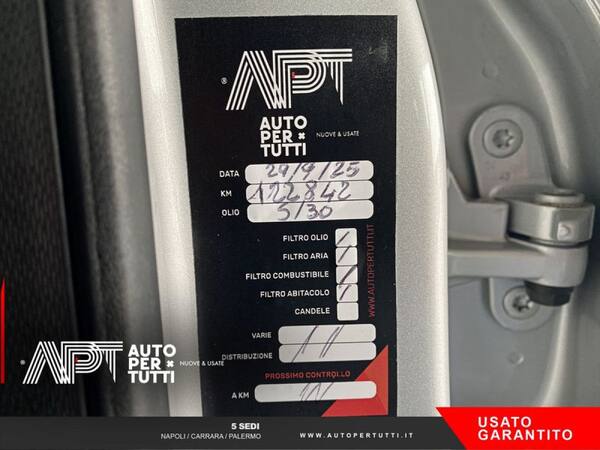 ® APT
AUTO
PER
TUTTI
NUOVE & USATE
DATA 29/9/25
KM 122842
OLIO 5/30
FILTRO OLIO /
FILTRO ARIA /
FILTRO COMBUSTIBILE /
FILTRO ABITACOLO /
CANDELE
WWW.AUTOPERTUTTI.IT
VARIE
DISTRIBUZIONE
PROSSIMO CONTROLLO
A KM
® APT
AUTO
PER
TUTTI
NUOVE & USATE
5 SEDI
NAPOLI / CARRARA / PALERMO
WWW.AUTOPERTUTTI.IT
USATO
GARANTITO